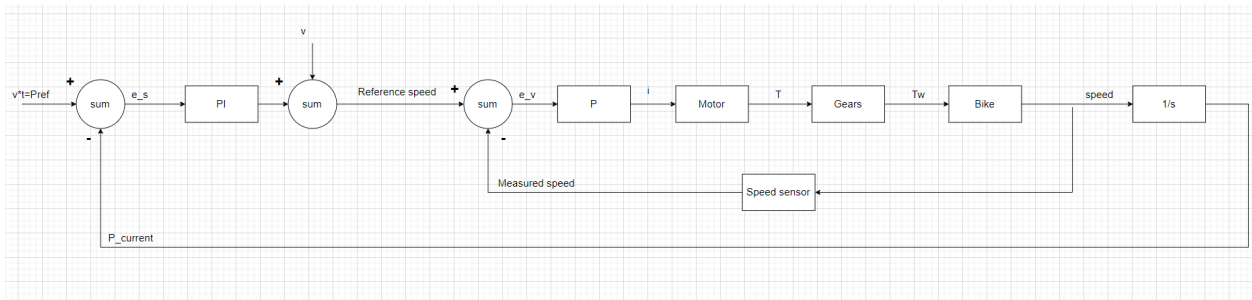 v
v*t=Pref
+
sum
-
e_s
PI
+
sum
Reference speed
+
sum
-
e_v
P
i
Motor
T
Gears
Tw
Bike
speed
1/s
Measured speed
Speed sensor
P_current